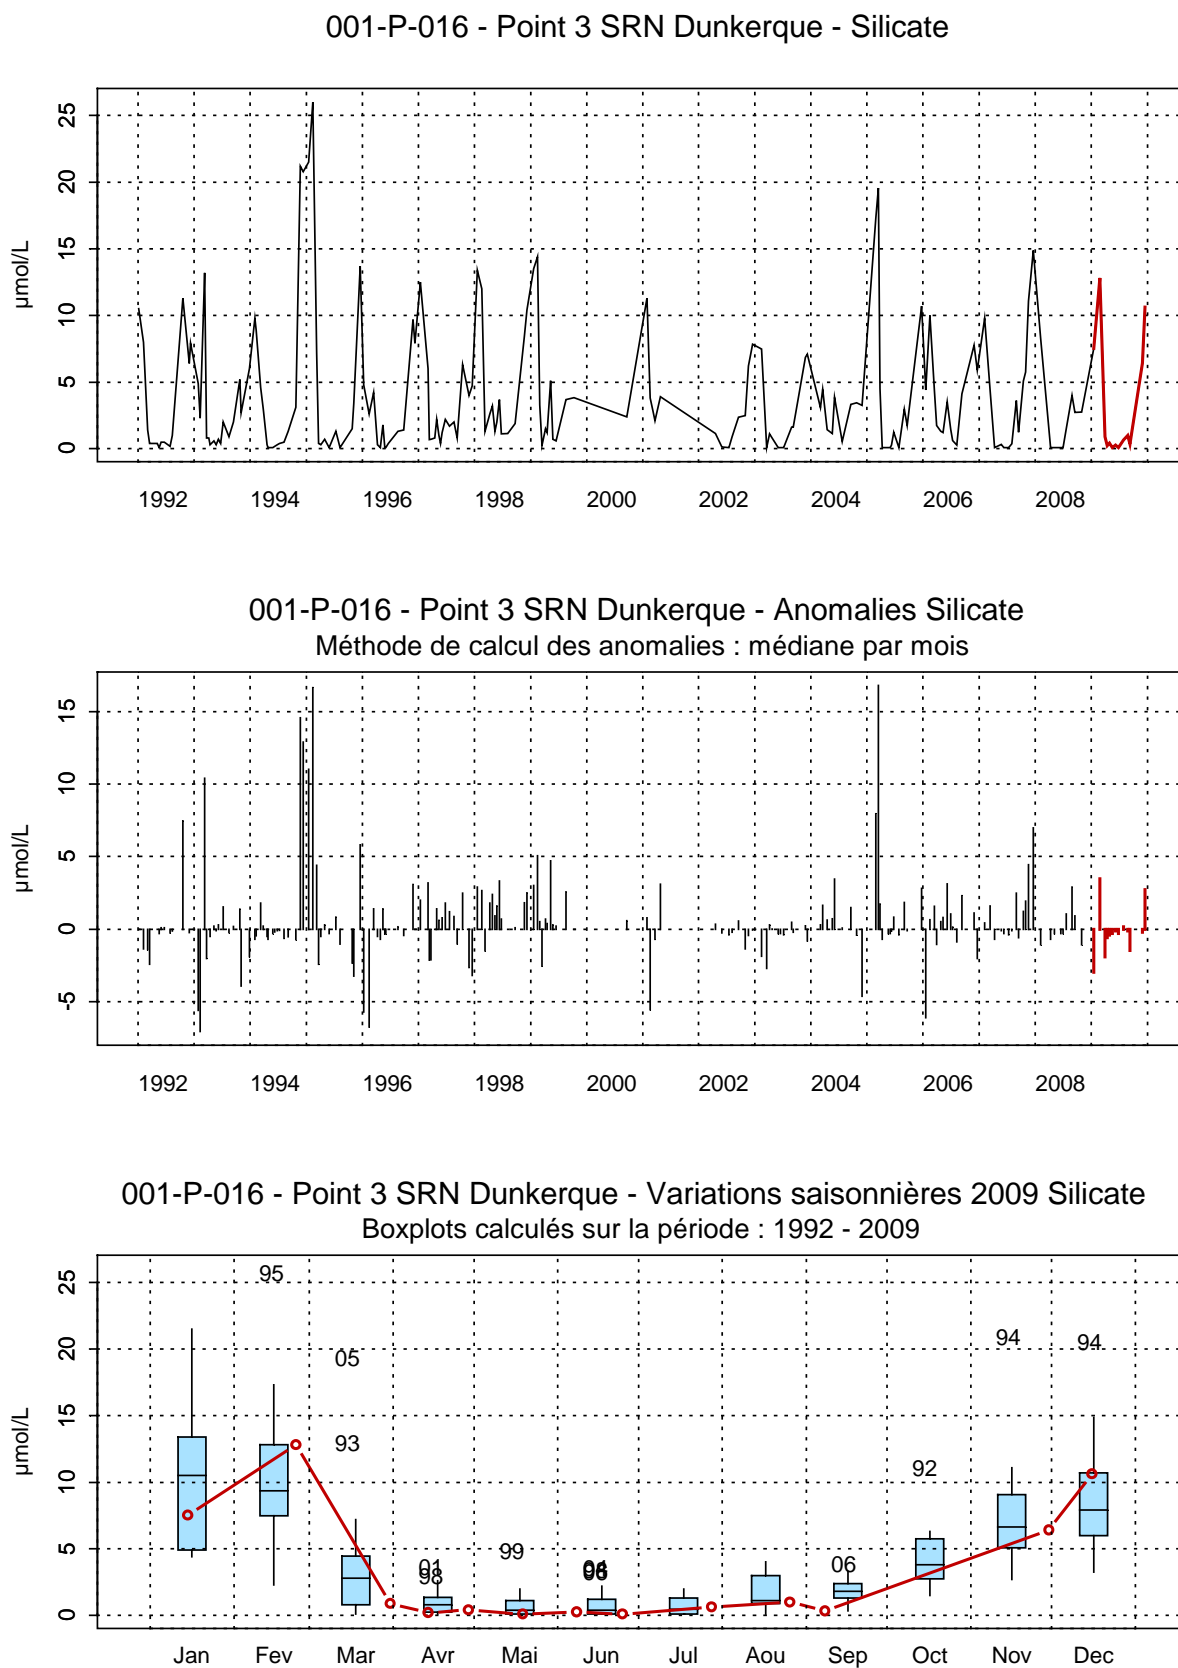 001-P-016 - Point 3 SRN Dunkerque - Silicate
25
20
15
10
5
0
µmol/L
1992 1994 1996 1998 2000 2002 2004 2006 2008
001-P-016 - Point 3 SRN Dunkerque - Anomalies Silicate
Méthode de calcul des anomalies : médiane par mois
15
10
5
0
-5
µmol/L
1992 1994 1996 1998 2000 2002 2004 2006 2008
001-P-016 - Point 3 SRN Dunkerque - Variations saisonnières 2009 Silicate
Boxplots calculés sur la période : 1992 - 2009
25
20
15
10
5
0
µmol/L
95
05
93
01
98
99
06
92
94
94
Jan Fev Mar Avr Mai Jun Jul Aou Sep Oct Nov Dec